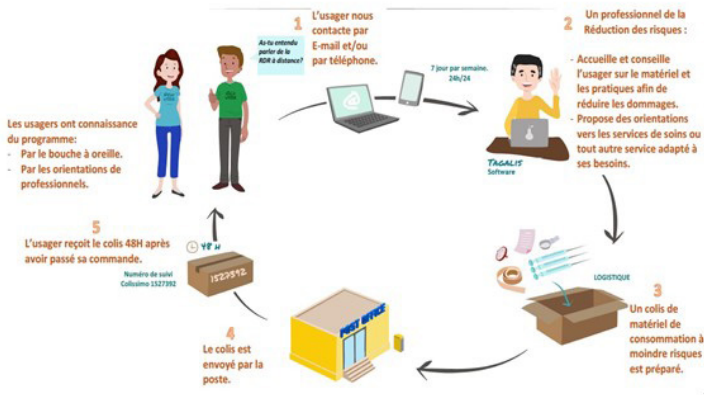 1
L'usager nous
contacte par
E-mail et/ou
par téléphone.
As-tu entendu
parler de la
RDR à distance?
7 jour par semaine.
24h/24
2
Un professionnel de la
Réduction des risques :
- Accueille et conseille
l'usager sur le matériel et
les pratiques afin de
réduire les dommages.
- Propose des orientations
vers les services de soins ou
tout autre service adapté à
ses besoins.
TAGALIS
Software
Les usagers ont connaissance
du programme:
- Par le bouche à oreille.
- Par les orientations de
professionnels.
LOGISTIQUE
3
Un colis de
matériel de
consommation à
moindre risques
est préparé.
POST OFFICE
4
Le colis est
envoyé par la
poste.
5
L'usager reçoit le colis 48H après
avoir passé sa commande.
48 H
Numéro de suivi
Colissimo 1527392
1527392